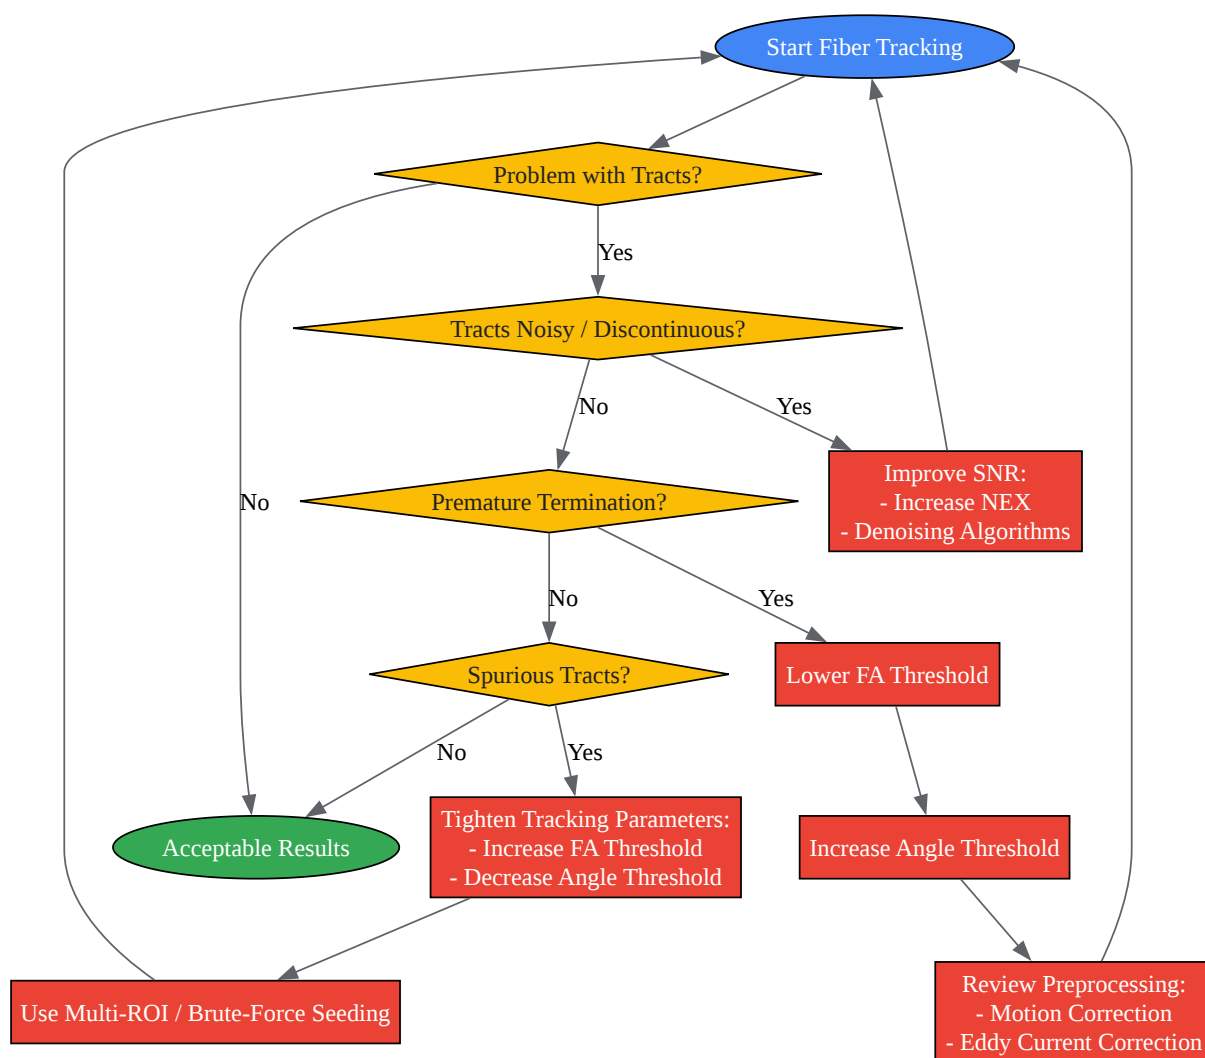 Start Fiber Tracking
Problem with Tracts?
Yes
Tracts Noisy / Discontinuous?
No
Yes
Improve SNR:
- Increase NEX
- Denoising Algorithms
Premature Termination?
No
No
Yes
Spurious Tracts?
Lower FA Threshold
No
Yes
Tighten Tracking Parameters:
- Increase FA Threshold
- Decrease Angle Threshold
Acceptable Results
Increase Angle Threshold
Use Multi-ROI / Brute-Force Seeding
Review Preprocessing:
- Motion Correction
- Eddy Current Correction